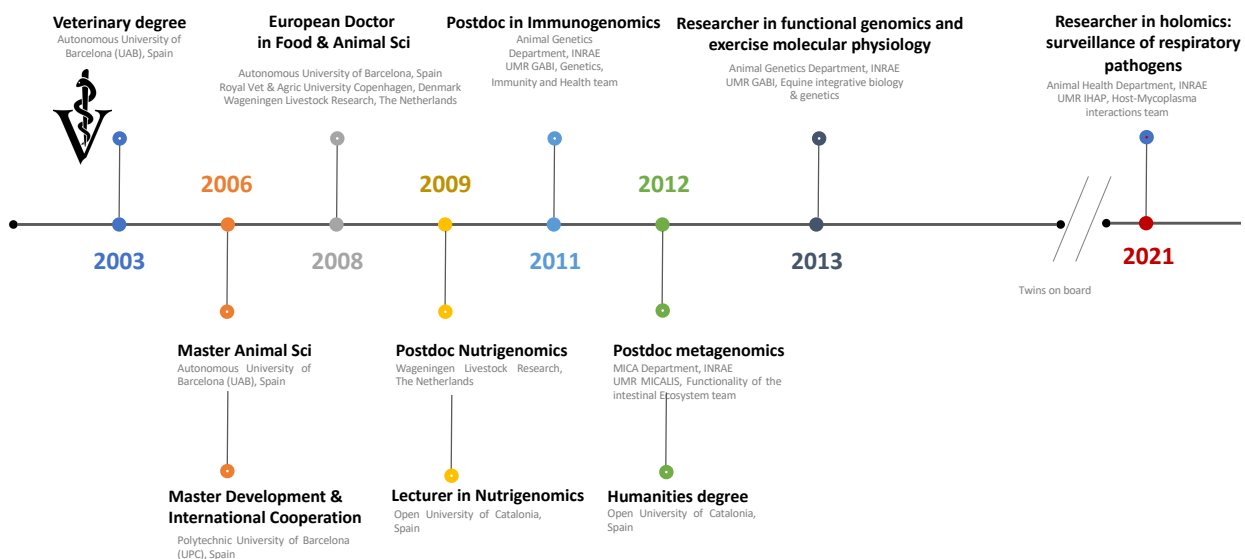 Veterinary degree
Autonomous University of
Barcelona (UAB), Spain
European Doctor
in Food & Animal Sci
Autonomous University of Barcelona, Spain
Royal Vet & Agric University Copenhagen, Denmark
Wageningen Livestock Research, The Netherlands
Postdoc in Immunogenomics
Animal Genetics
Department, INRAE
UMR GABI, Genetics,
Immunity and Health team
Researcher in functional genomics and
exercise molecular physiology
Animal Genetics Department, INRAE
UMR GABI, Equine integrative biology
& genetics
Researcher in holomics:
surveillance of respiratory
pathogens
Animal Health Department, INRAE
UMR IHAP, Host-Mycoplasma
interactions team
2006
2009
2012
2003
2008
2011
2013
2021
Twins on board
Master Animal Sci
Autonomous University of
Barcelona (UAB), Spain
Postdoc Nutrigenomics
Wageningen Livestock Research,
The Netherlands
Postdoc metagenomics
MICA Department, INRAE
UMR MICALIS, Functionality of the
intestinal Ecosystem team
Master Development &
International Cooperation
Polytechnic University of Barcelona
(UPC), Spain
Lecturer in Nutrigenomics
Open University of Catalonia,
Spain
Humanities degree
Open University of Catalonia,
Spain